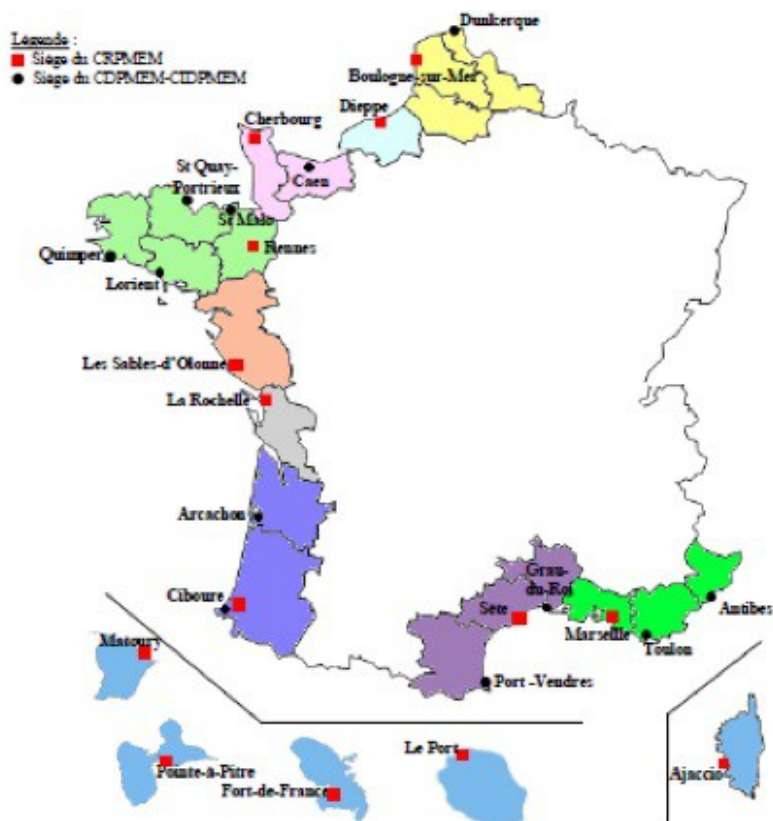 Légende :
Siège du CRPMEM
Siège du CDPMEM-CIDPMEM
Dunkerque
Boulogne-sur-Mer
Dieppe
Cherbourg
Caen
St Quay-
Portrieux
St Malo
Rennes
Quimper
Lorient
Les Sables-d'Olonne
La Rochelle
Arcachon
Ciboure
Grau-
du-Roi
Sète
Marseille
Antibes
Toulon
Port -Vendres
Matoury
Pointe-à-Pitre
Fort-de-France
Le Port
Ajaccio